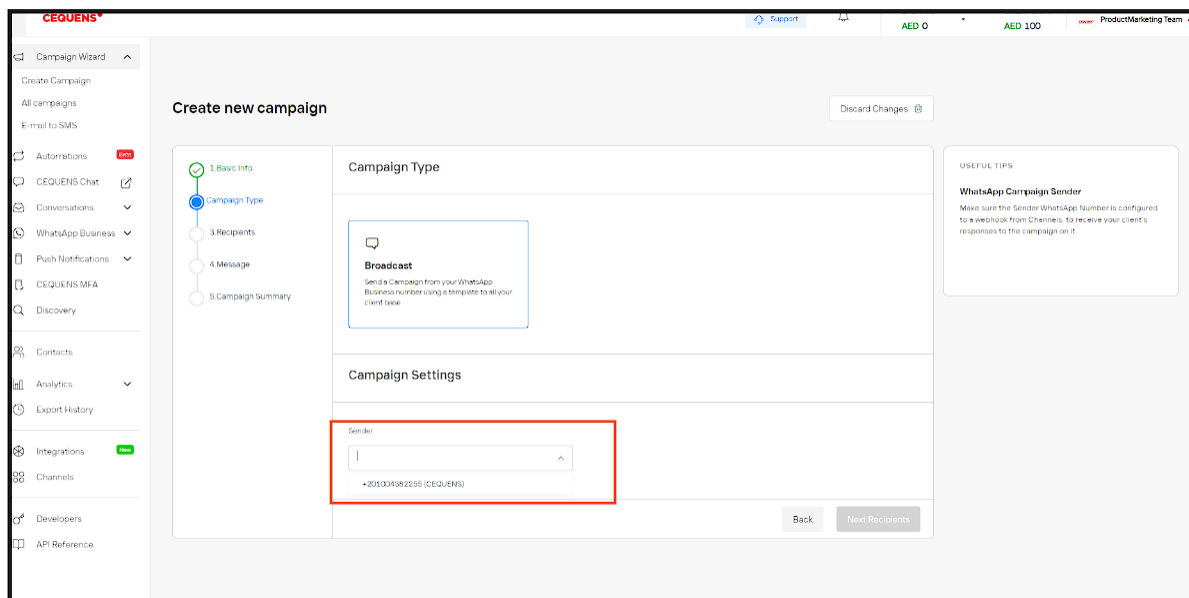 CEQUENS
Support
AED 0
AED 100
ProductMarketing Team
Campaign Wizard
Create Campaign
All campaigns
E-mail to SMS
Automations
Beta
CEQUENS Chat
Conversations
WhatsApp Business
Push Notifications
CEQUENS MFA
Discovery
Contacts
Analytics
Export History
Integrations
New
Channels
Developers
API Reference
Create new campaign
Discard Changes
1.Basic Info
Campaign Type
3.Recipients
4.Message
5.Campaign Summary
Campaign Type
Broadcast
Send a Campaign from your WhatsApp
Business number using a template to all your
client base
Campaign Settings
Sender
+201004362255 (CEQUENS)
Back
Next Recipients
USEFUL TIPS
WhatsApp Campaign Sender
Make sure the Sender WhatsApp Number is configured
to a webhook from Channels, to receive your client's
responses to the campaign on it.